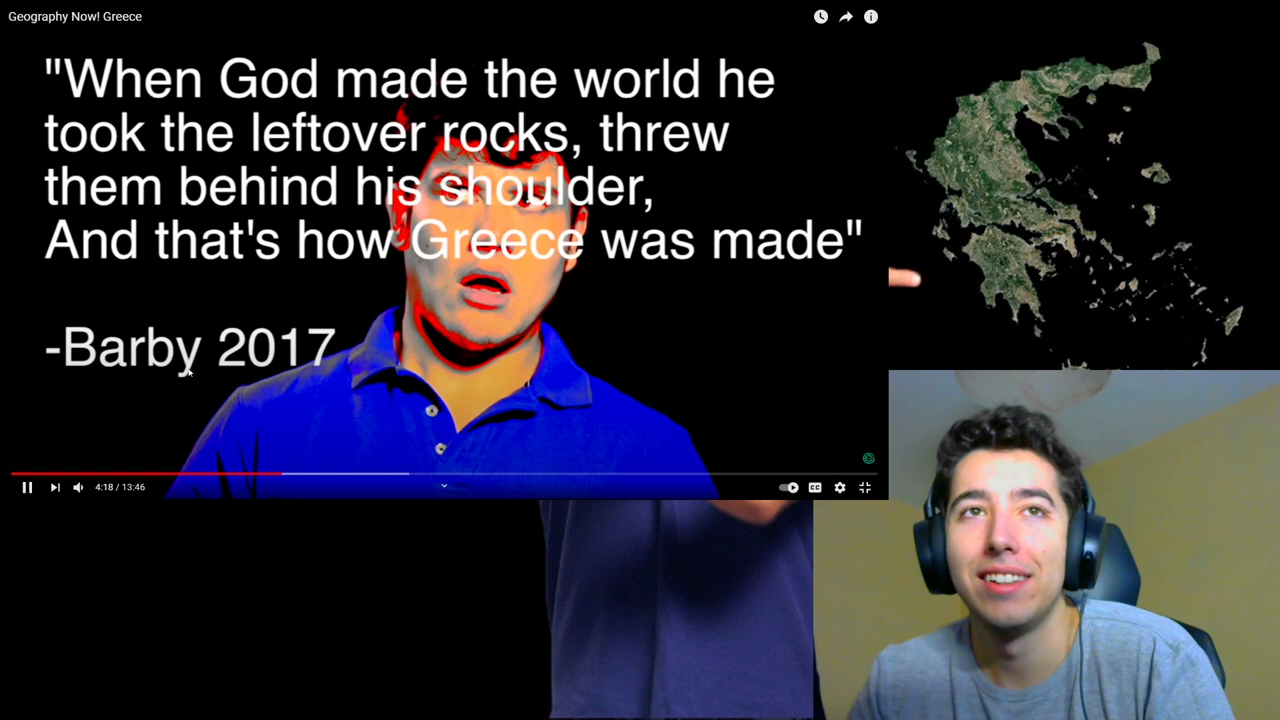 Geography Now! Greece
"When God made the world he
took the leftover rocks, threw
them behind his shoulder,
And that's how Greece was made"
-Barby 2017
4:18 / 13:46
CC